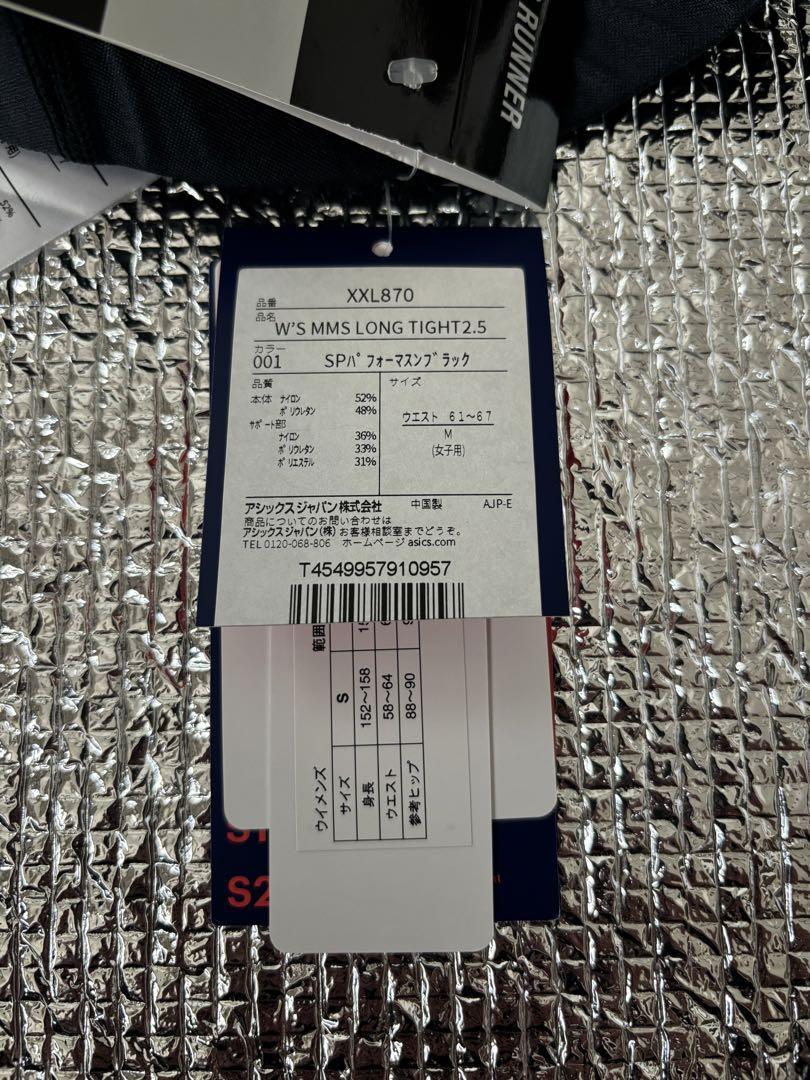 RUNNER
52%
品番 XXL870
品名 W'S MMS LONG TIGHT2.5
カラー
001 SPパフォーマスンブラック
品質
本体 ナイロン 52%
ポリウレタン 48%
サポート部
ナイロン 36%
ポリウレタン 33%
ポリエステル 31%
サイズ
ウエスト 61〜67
M
(女子用)
アシックスジャパン株式会社 中国製 AJP-E
商品についてのお問い合わせは
アシックスジャパン(株)お客様相談室までどうぞ。
TEL 0120-068-806 ホームページ asics.com
T4549957910957
範囲
ウイメンズ
サイズ S
身長 152〜158
ウエスト 58〜64
参考ヒップ 88〜90
S2